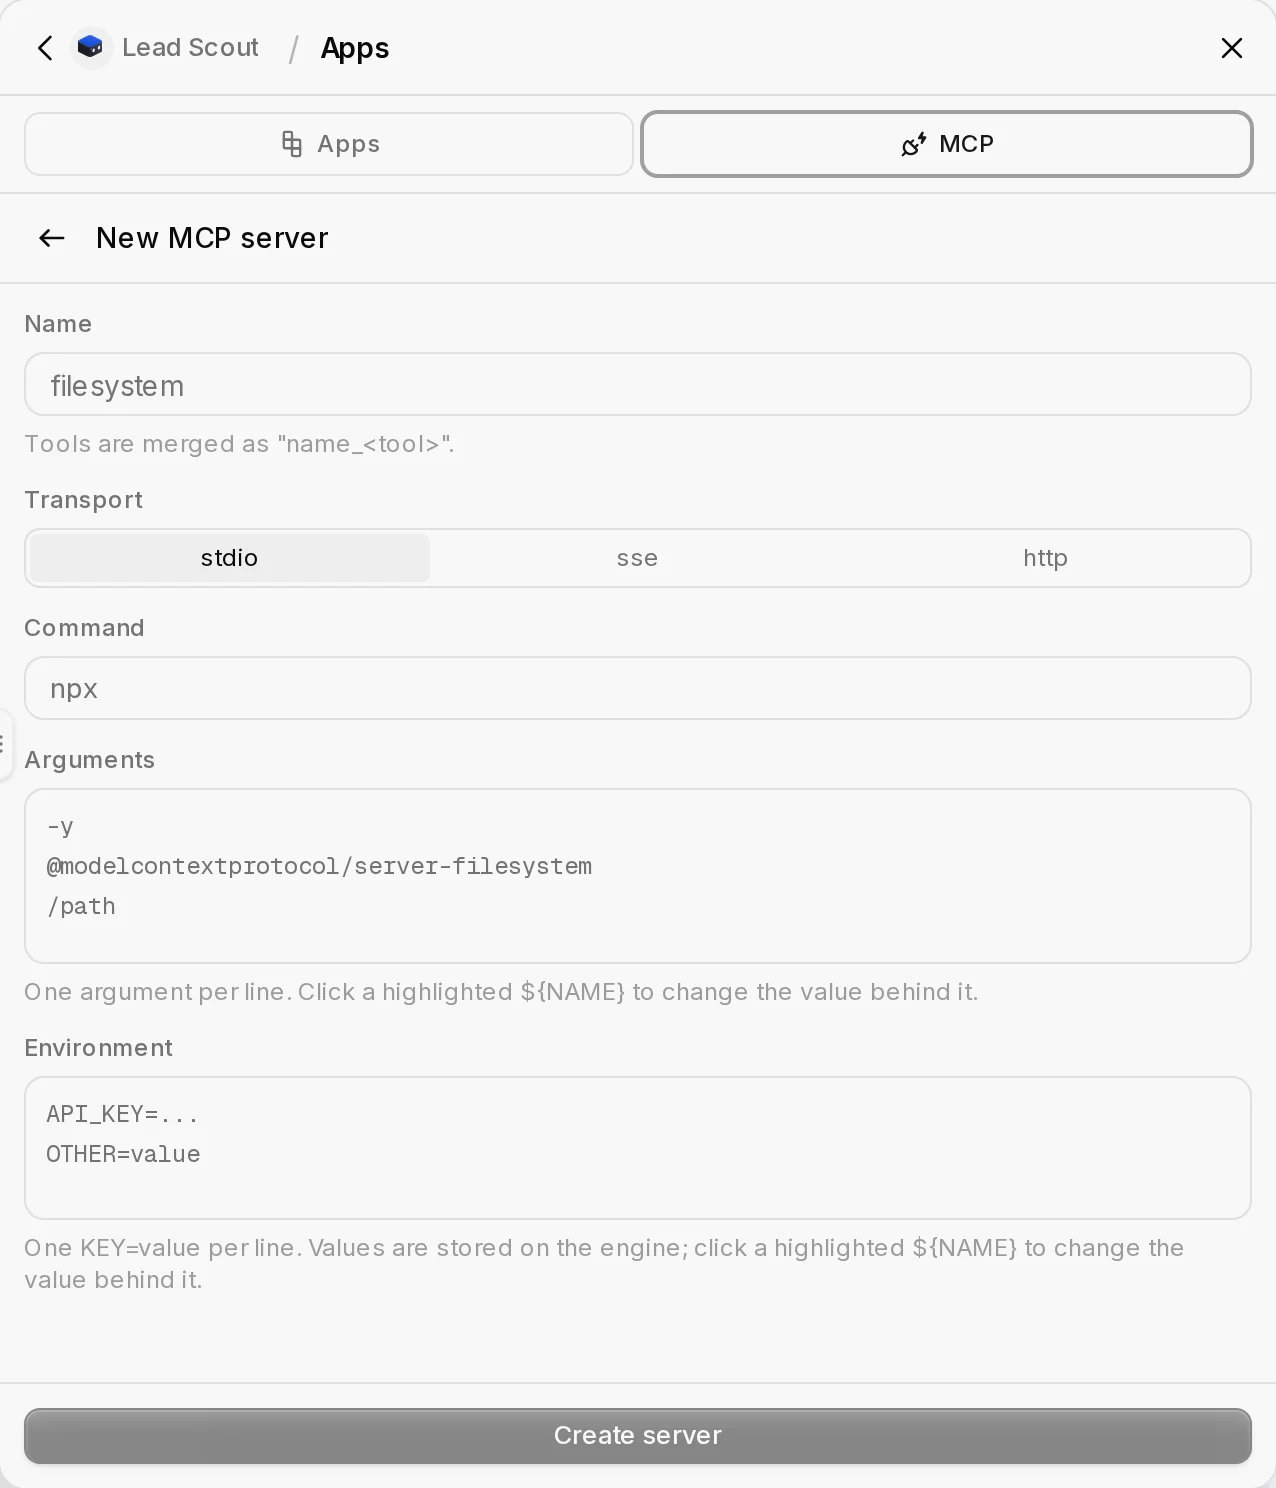 Lead Scout / Apps
Apps
MCP
New MCP server
Name
filesystem
Tools are merged as "name_<tool>".
Transport
stdio
sse
http
Command
npx
Arguments
-y
@modelcontextprotocol/server-filesystem
/path
One argument per line. Click a highlighted ${NAME} to change the value behind it.
Environment
API_KEY=...
OTHER=value
One KEY=value per line. Values are stored on the engine; click a highlighted ${NAME} to change the
value behind it.
Create server